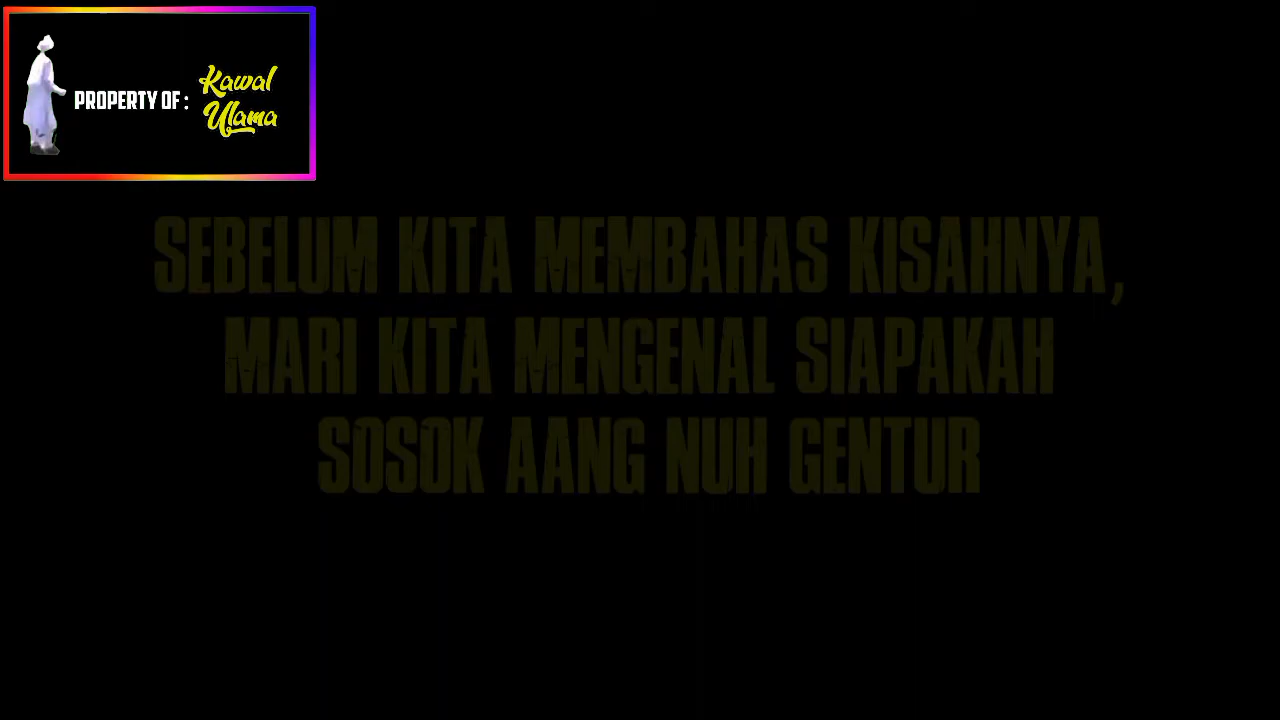 PROPERTY OF :
Kawal
Ulama
SEBELUM KITA MEMBAHAS KISAHNYA,
MARI KITA MENGENAL SIAPAKAH
SOSOK AANG NUH GENTUR